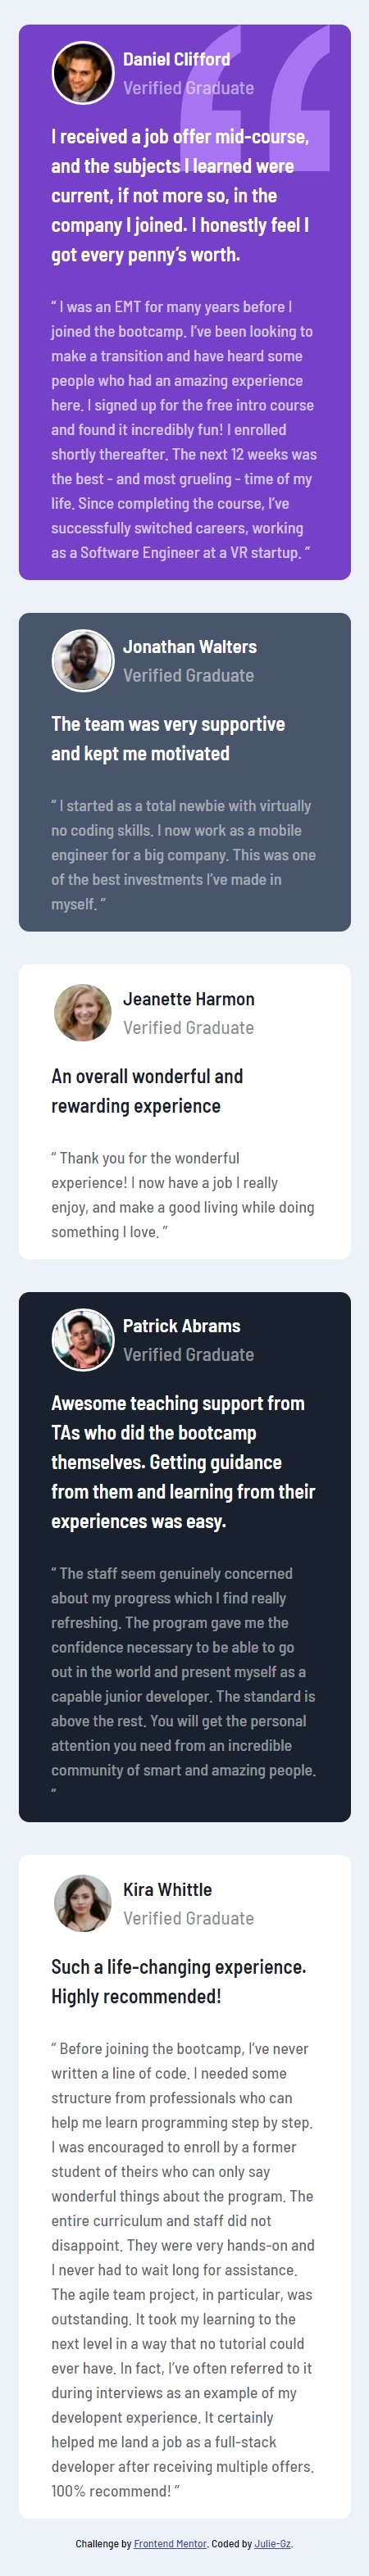 Daniel Clifford
Verified Graduate
I received a job offer mid-course,
and the subjects I learned were
current, if not more so, in the
company I joined. I honestly feel I
got every penny’s worth.
“ I was an EMT for many years before I
joined the bootcamp. I’ve been looking to
make a transition and have heard some
people who had an amazing experience
here. I signed up for the free intro course
and found it incredibly fun! I enrolled
shortly thereafter. The next 12 weeks was
the best - and most grueling - time of my
life. Since completing the course, I’ve
successfully switched careers, working
as a Software Engineer at a VR startup. ”
Jonathan Walters
Verified Graduate
The team was very supportive
and kept me motivated
“ I started as a total newbie with virtually
no coding skills. I now work as a mobile
engineer for a big company. This was one
of the best investments I’ve made in
myself. ”
Jeanette Harmon
Verified Graduate
An overall wonderful and
rewarding experience
“ Thank you for the wonderful
experience! I now have a job I really
enjoy, and make a good living while doing
something I love. ”
Patrick Abrams
Verified Graduate
Awesome teaching support from
TAs who did the bootcamp
themselves. Getting guidance
from them and learning from their
experiences was easy.
“ The staff seem genuinely concerned
about my progress which I find really
refreshing. The program gave me the
confidence necessary to be able to go
out in the world and present myself as a
capable junior developer. The standard is
above the rest. You will get the personal
attention you need from an incredible
community of smart and amazing people.
”
Kira Whittle
Verified Graduate
Such a life-changing experience.
Highly recommended!
“ Before joining the bootcamp, I’ve never
written a line of code. I needed some
structure from professionals who can
help me learn programming step by step.
I was encouraged to enroll by a former
student of theirs who can only say
wonderful things about the program. The
entire curriculum and staff did not
disappoint. They were very hands-on and
I never had to wait long for assistance.
The agile team project, in particular, was
outstanding. It took my learning to the
next level in a way that no tutorial could
ever have. In fact, I’ve often referred to it
during interviews as an example of my
developent experience. It certainly
helped me land a job as a full-stack
developer after receiving multiple offers.
100% recommend! ”
Challenge by Frontend Mentor. Coded by Julie-Gz.